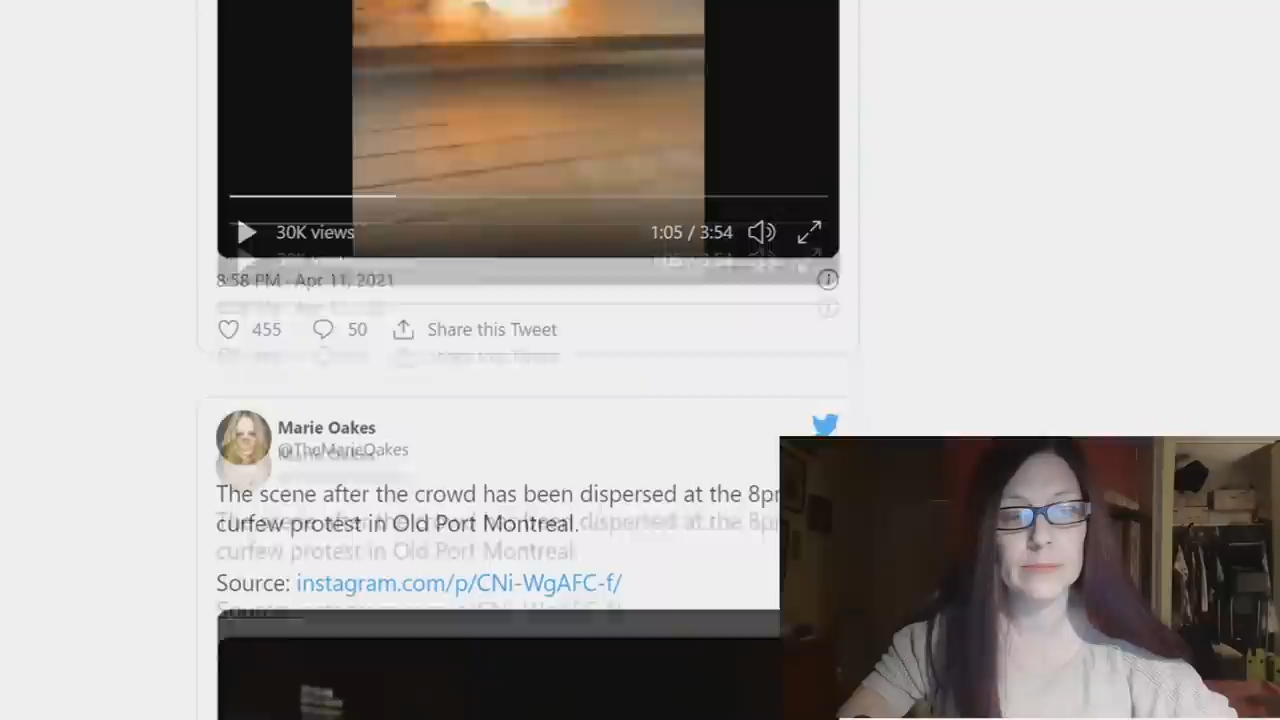 30K views
1:05 / 3:54
8:58 PM · Apr 11, 2021
455
50
Share this Tweet
Marie Oakes
@TheMarieOakes
The scene after the crowd has been dispersed at the 8p
curfew protest in Old Port Montreal.
Source: instagram.com/p/CNi-WgAFC-f/